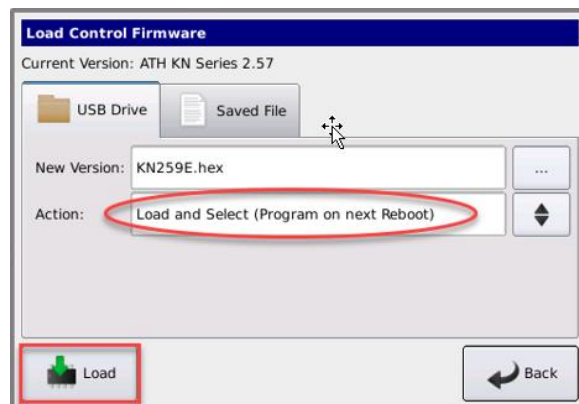 Load Control Firmware
Current Version: ATH KN Series 2.57
USB Drive
Saved File
New Version: KN259E.hex ...
Action: Load and Select (Program on next Reboot)
Load
Back